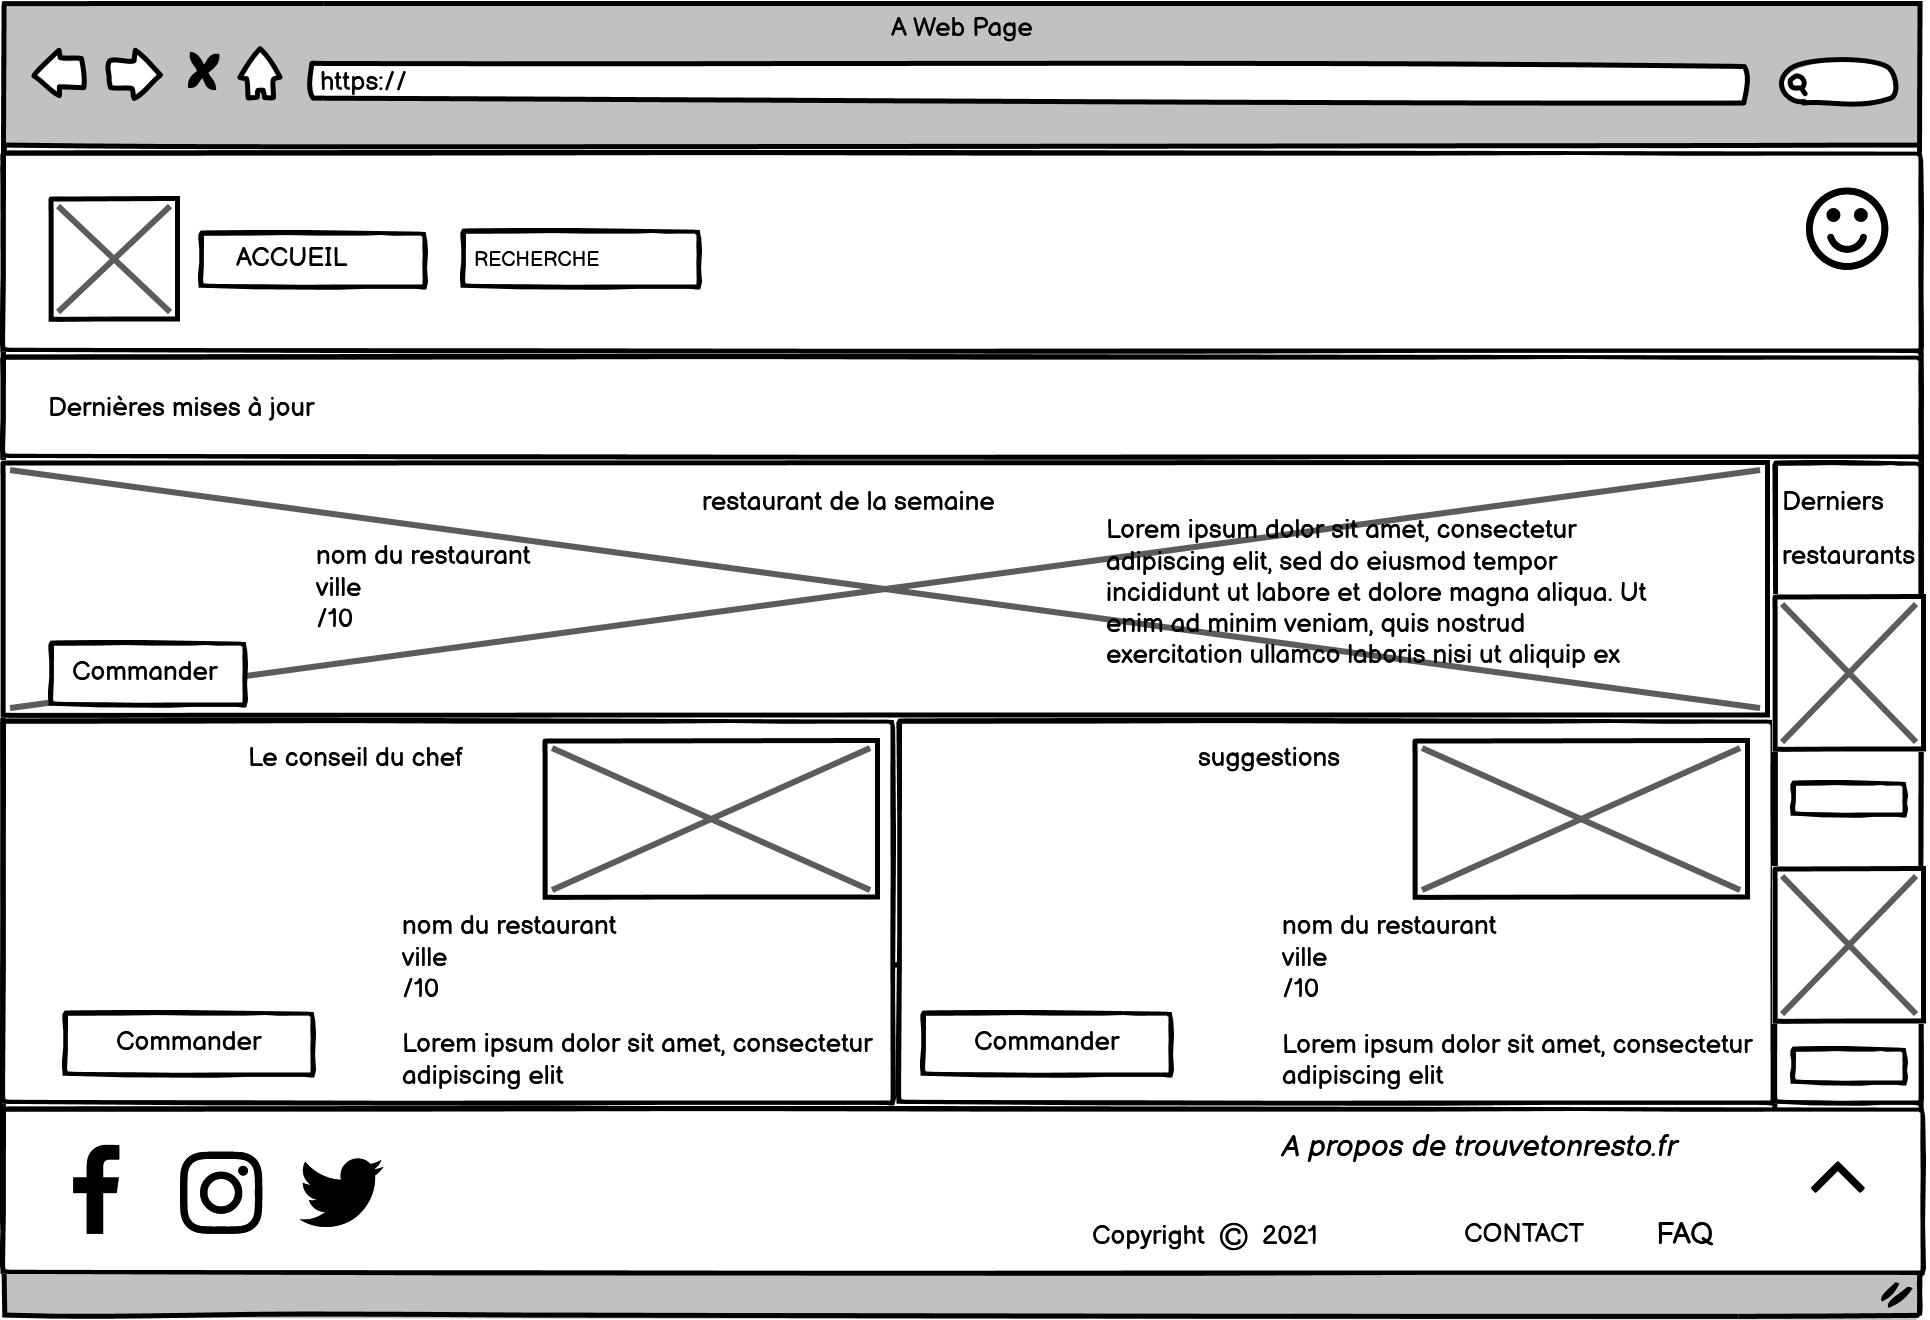 A Web Page
https://
ACCUEIL
RECHERCHE
Dernières mises à jour
restaurant de la semaine
nom du restaurant
ville
/10
Commander
Lorem ipsum dolor sit amet, consectetur
adipiscing elit, sed do eiusmod tempor
incididunt ut labore et dolore magna aliqua. Ut
enim ad minim veniam, quis nostrud
exercitation ullamco laboris nisi ut aliquip ex
Derniers
restaurants
Le conseil du chef
nom du restaurant
ville
/10
Commander
Lorem ipsum dolor sit amet, consectetur
adipiscing elit
suggestions
nom du restaurant
ville
/10
Commander
Lorem ipsum dolor sit amet, consectetur
adipiscing elit
A propos de trouvetonresto.fr
Copyright © 2021
CONTACT
FAQ